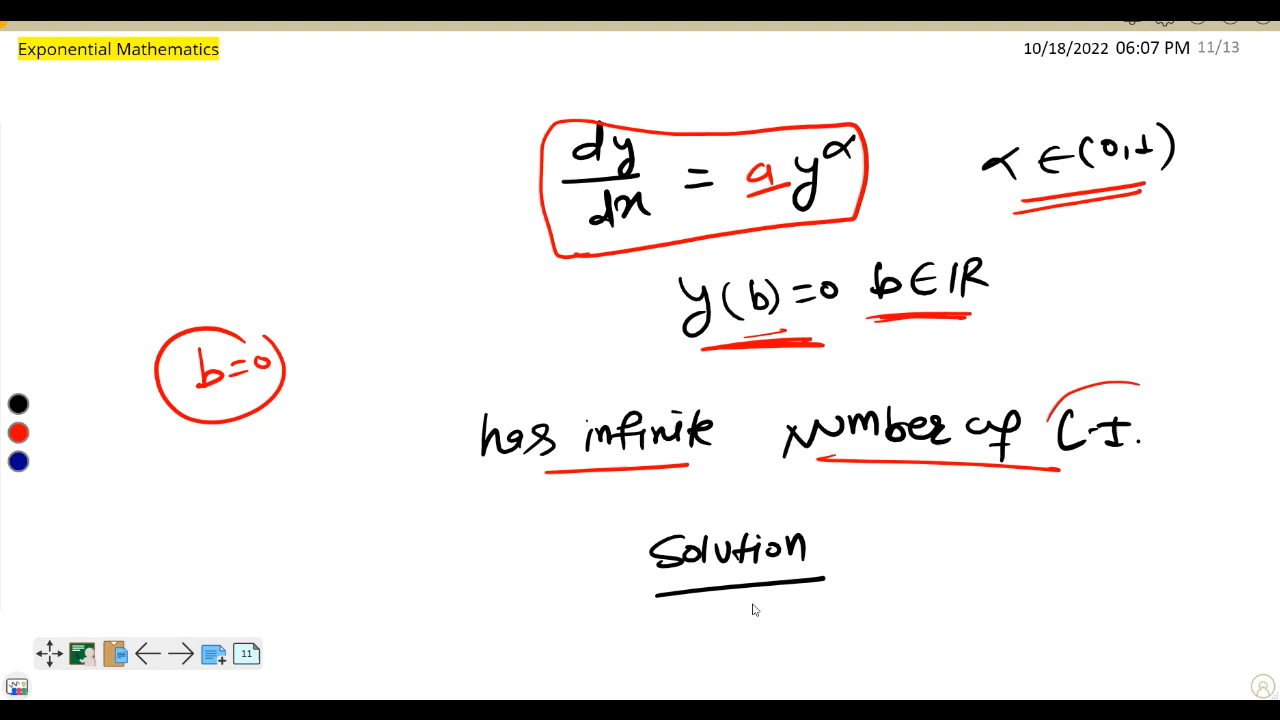 Exponential Mathematics
10/18/2022 06:07 PM 11/13
dy/dx = a y^α α ∈ (0,1)
y(b)=0 b∈IR
b=0
has infinite Number of L.I.
Solution
11